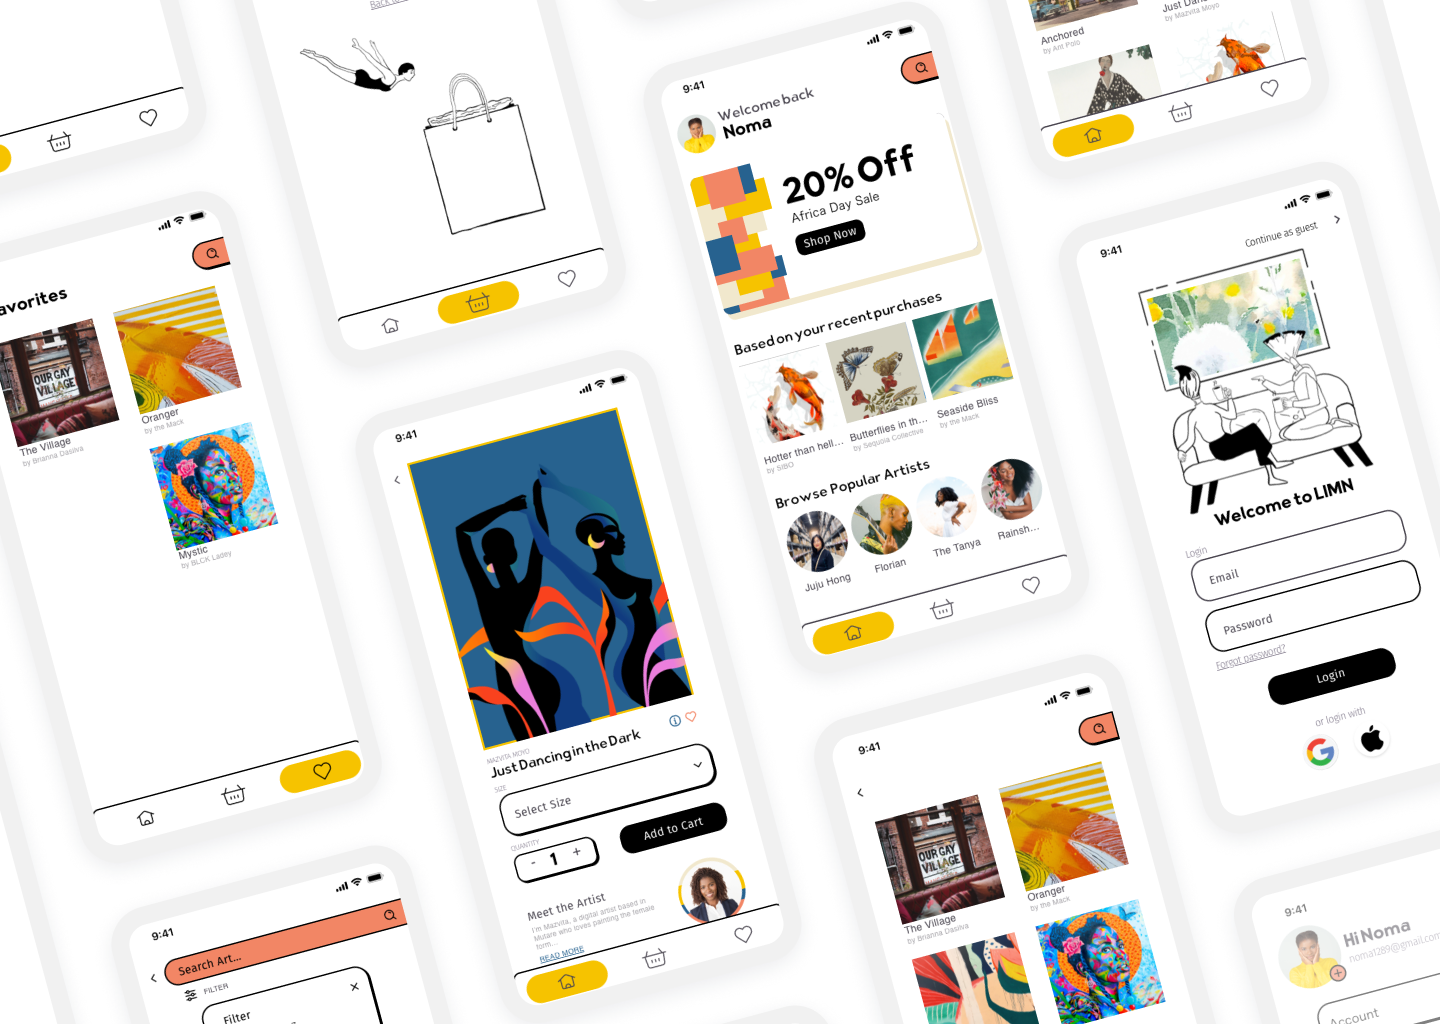 Back to
avorites
OUR GAY
VILLAGE
The Village
by Brianna Dasilva
Oranger
by the Mack
Mystic
by BLCK Ladey
9:41
Search Art...
FILTER
Filter
9:41
MAZVITA MOYO
Just Dancing in the Dark
SIZE
Select Size
QUANTITY
- 1 +
Add to Cart
Meet the Artist
I'm Mazvita, a digital artist based in
Mutare who loves painting the female
form...
READ MORE
9:41
Welcome back
Noma
20% Off
Africa Day Sale
Shop Now
Based on your recent purchases
Hotter than hell...
by SIBO
Butterflies in th...
by Sequoia Collective
Seaside Bliss
by the Mack
Browse Popular Artists
Juju Hong
Florian
The Tanya
Rainsh...
Anchored
by Ant Polo
Just Dan
by Mazvita Moyo
9:41
Continue as guest
Welcome to LIMN
Login
Email
Password
Forgot password?
Login
or login with
9:41
OUR GAY
VILLAGE
The Village
by Brianna Dasilva
Oranger
by the Mack
9:41
Hi Noma
noma1289@gmail.com
Account